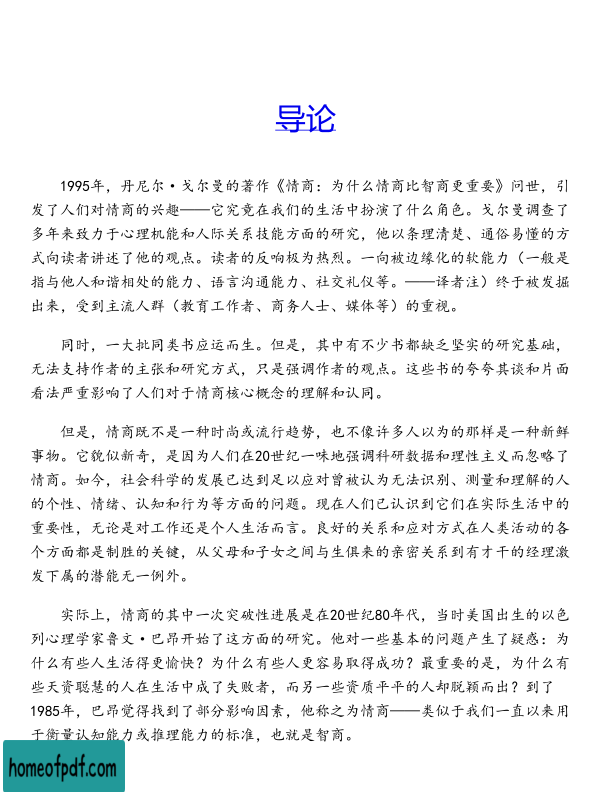 导论
1995年，丹尼尔·戈尔曼的著作《情商：为什么情商比智商更重要》问世，引
发了人们对情商的兴趣——它究竟在我们的生活中扮演了什么角色。戈尔曼调查了
多年来致力于心理机能和人际关系技能方面的研究，他以条理清楚、通俗易懂的方
式向读者讲述了他的观点。读者的反响极为热烈。一向被边缘化的软能力（一般是
指与他人和谐相处的能力、语言沟通能力、社交礼仪等。——译者注）终于被发掘
出来，受到主流人群（教育工作者、商务人士、媒体等）的重视。
同时，一大批同类书应运而生。但是，其中有不少书都缺乏坚实的研究基础，
无法支持作者的主张和研究方式，只是强调作者的观点。这些书的夸夸其谈和片面
看法严重影响了人们对于情商核心概念的理解和认同。
但是，情商既不是一种时尚或流行趋势，也不像许多人以为的那样是一种新鲜
事物。它貌似新奇，是因为人们在20世纪一味地强调科研数据和理性主义而忽略了
情商。如今，社会科学的发展已达到足以应对曾被认为无法识别、测量和理解的人
的个性、情绪、认知和行为等方面的问题。现在人们已认识到它们在实际生活中的
重要性，无论是对工作还是个人生活而言。良好的关系和应对方式在人类活动的各
个方面都是制胜的关键，从父母和子女之间与生俱来的亲密关系到有才干的经理激
发下属的潜能无一例外。
实际上，情商的其中一次突破性进展是在20世纪80年代，当时美国出生的以色
列心理学家鲁文·巴昂开始了这方面的研究。他对一些基本的问题产生了疑惑：为
什么有些人生活得更愉快？为什么有些人更容易取得成功？最重要的是，为什么有
些天资聪慧的人在生活中成了失败者，而另一些资质平平的人却脱颖而出？到了
1985年，巴昂觉得找到了部分影响因素，他称之为情商——类似于我们一直以来用
于衡量认知能力或推理能力的标准，也就是智商。
homeofpdf.com